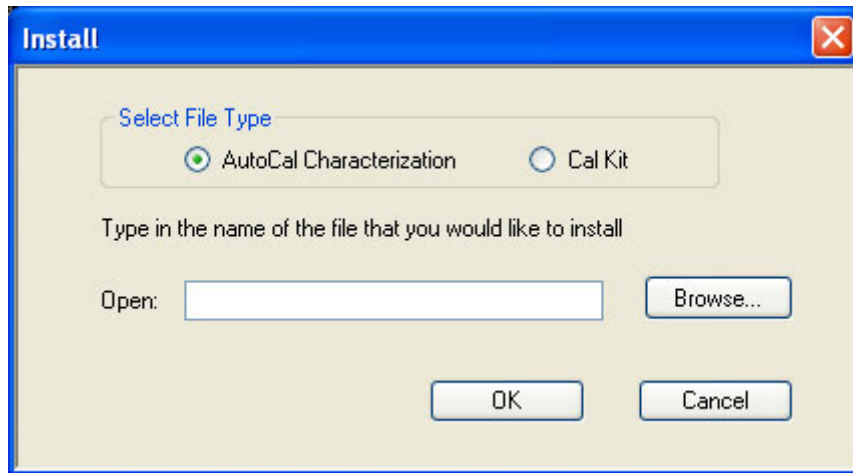 Install
Select File Type
AutoCal Characterization Cal Kit
Type in the name of the file that you would like to install
Open: Browse...
OK Cancel